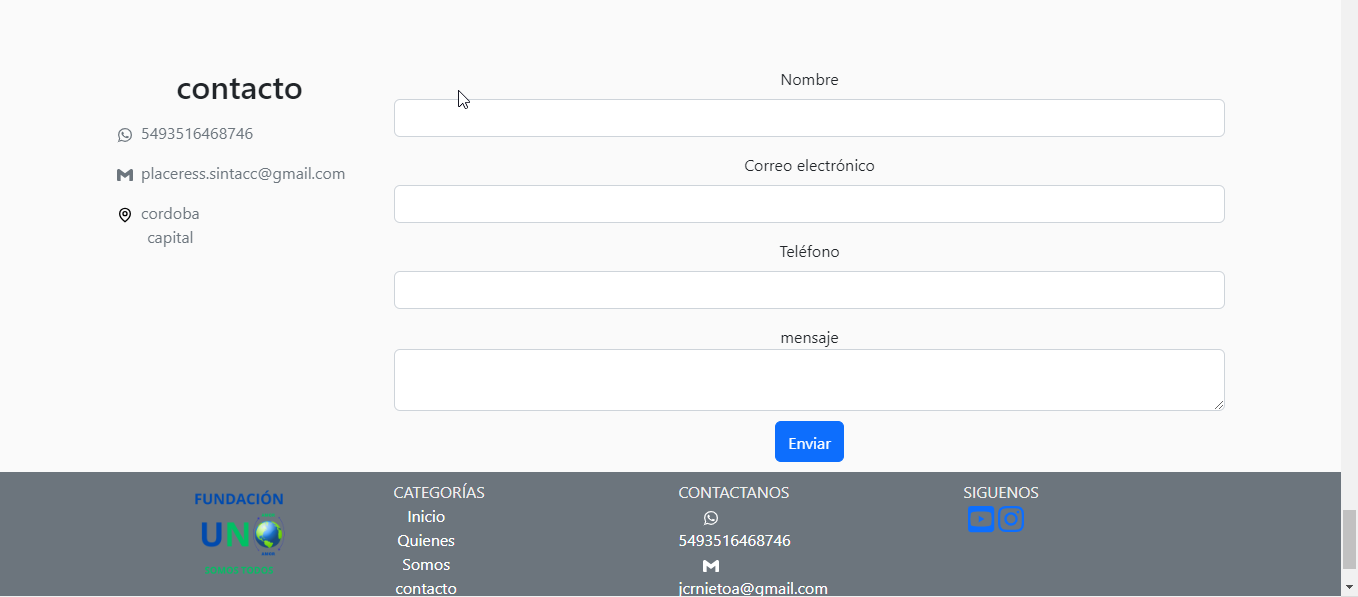 contacto
5493516468746
placeress.sintacc@gmail.com
cordoba
capital
Nombre
Correo electrónico
Teléfono
mensaje
Enviar
FUNDACIÓN
UNO
SOMOS TODOS
CATEGORÍAS
Inicio
Quienes
Somos
contacto
CONTACTANOS
5493516468746
jcrnietoa@gmail.com
SIGUENOS